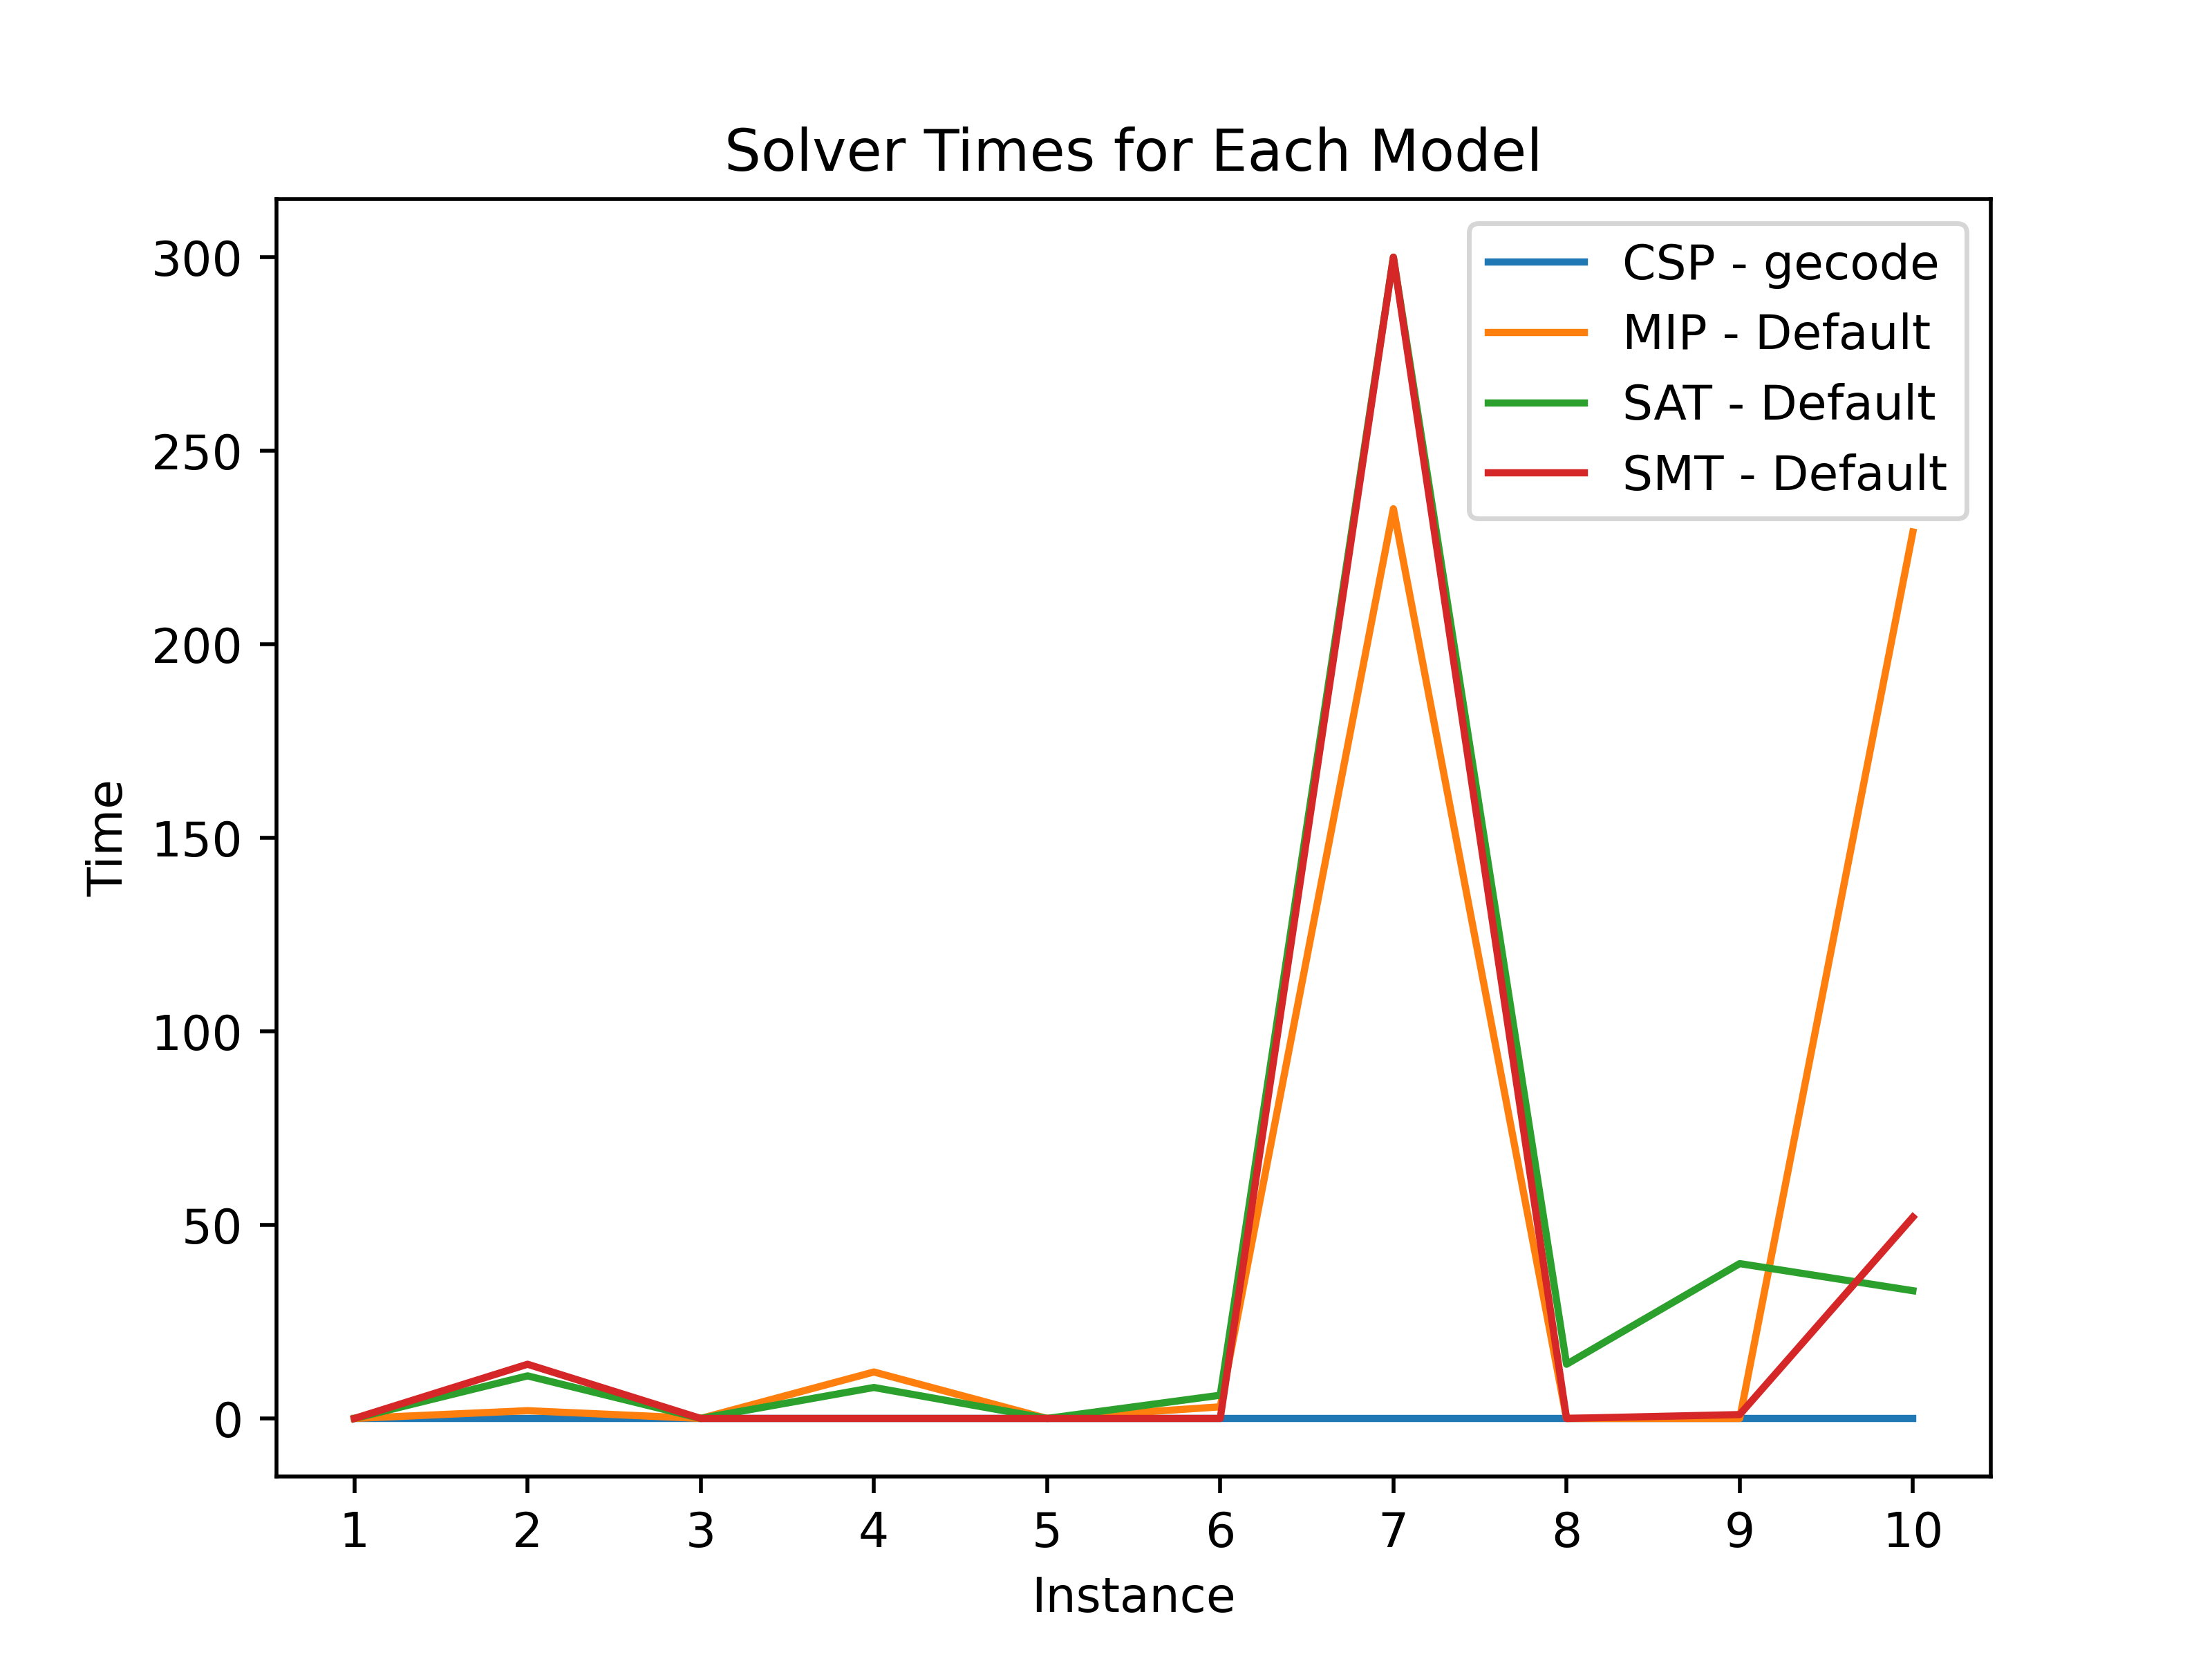 Solver Times for Each Model
CSP - gecode
MIP - Default
SAT - Default
SMT - Default
300
250
200
150
100
50
0
Time
1 2 3 4 5 6 7 8 9 10
Instance